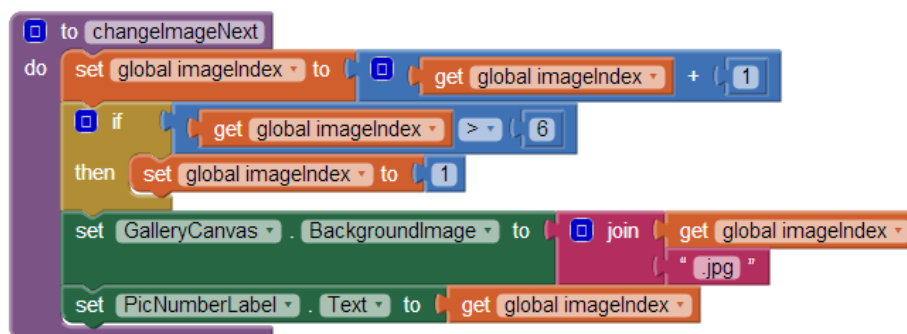 to changeImageNext
do set global imageIndex to get global imageIndex + 1
if get global imageIndex > 6
then set global imageIndex to 1
set GalleryCanvas . BackgroundImage to join get global imageIndex
" .jpg "
set PicNumberLabel . Text to get global imageIndex